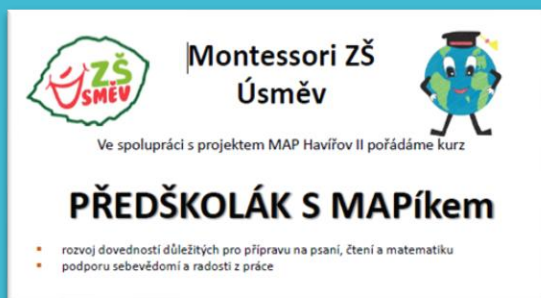 ZŠ
ÚSMĚV
Montessori ZŠ
Úsměv
Ve spolupráci s projektem MAP Havířov II pořádáme kurz
PŘEDŠKOLÁK S MAPíkem
▪ rozvoj dovedností důležitých pro přípravu na psaní, čtení a matematiku
▪ podporu sebevědomí a radosti z práce